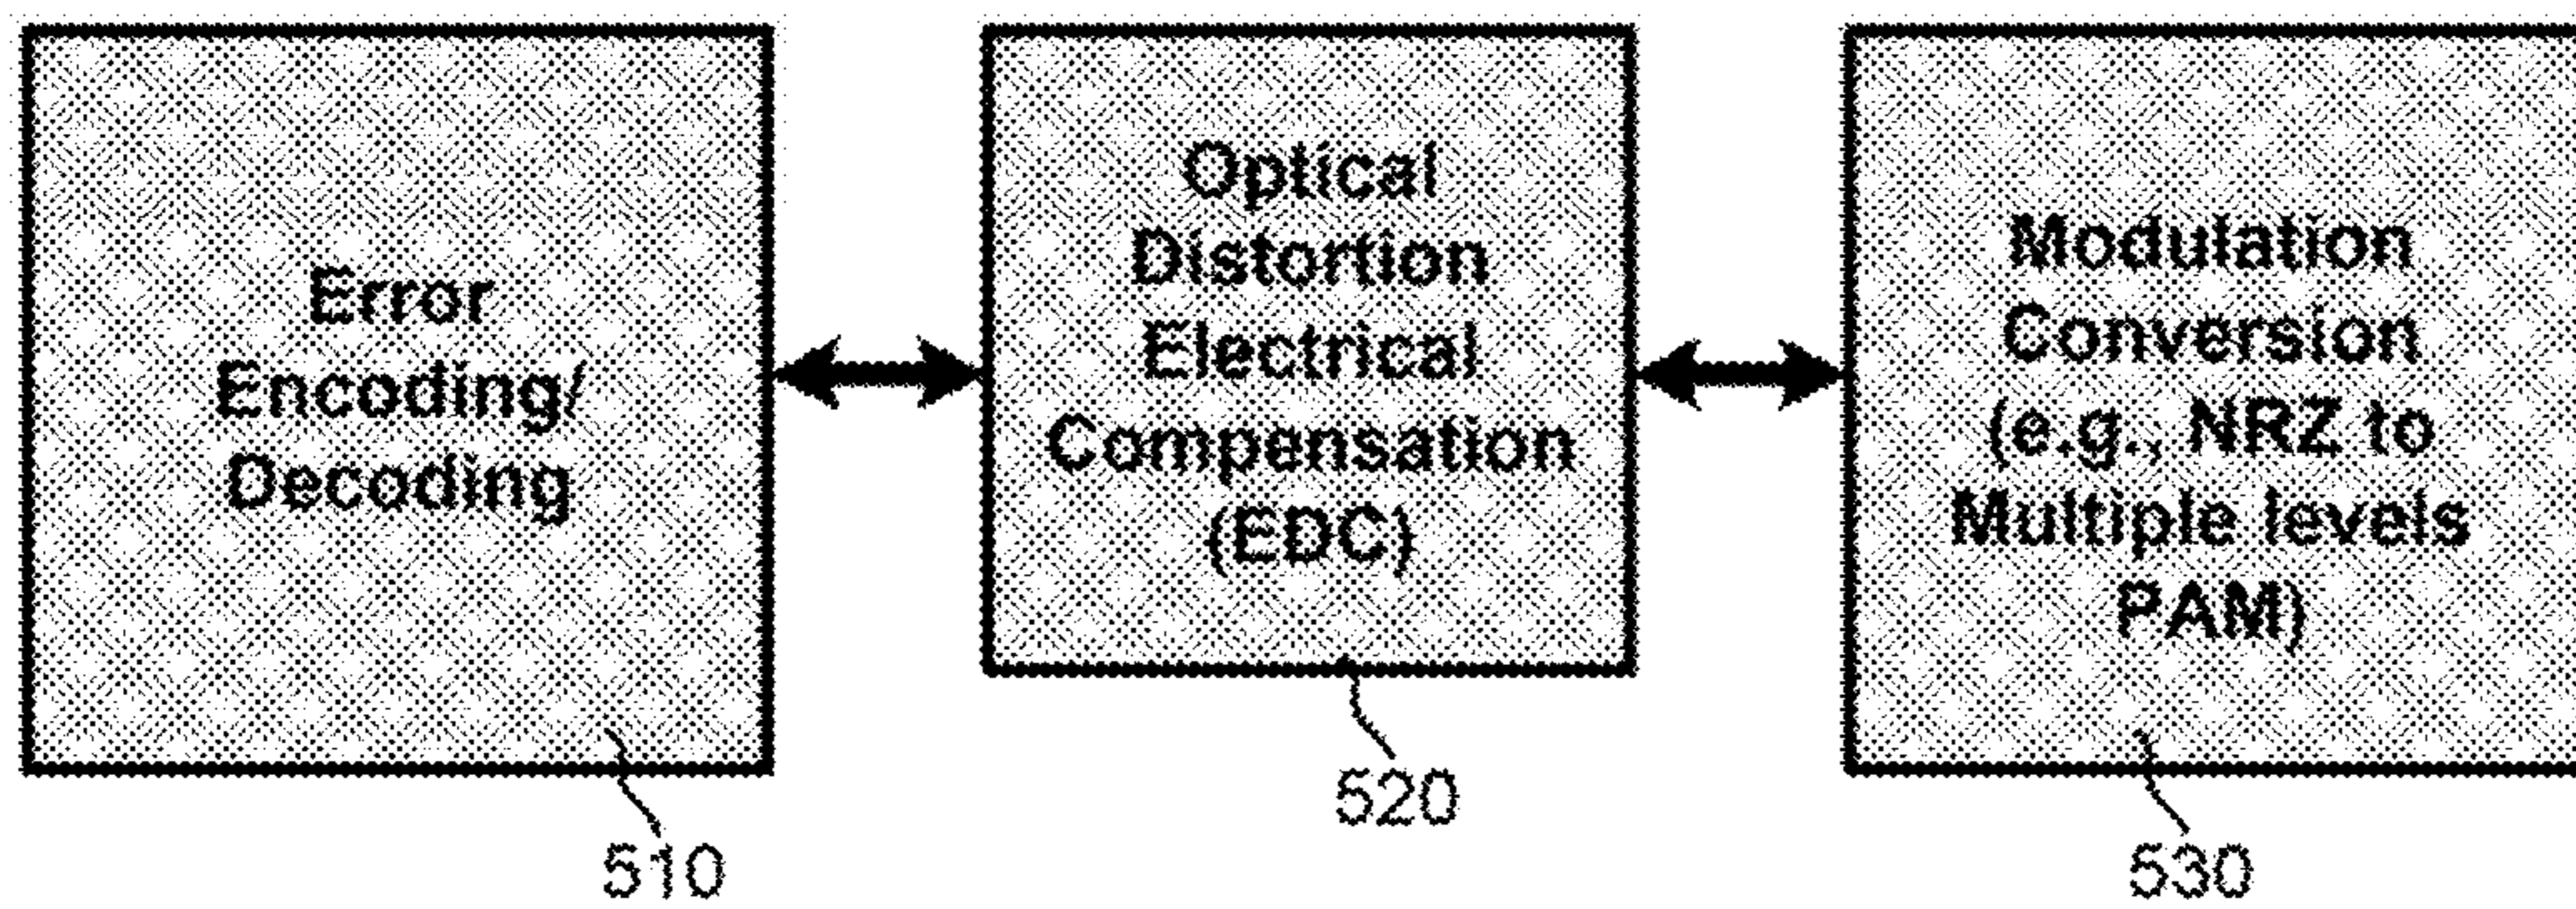 Error
Encoding/
Decoding
510
Optical
Distortion
Electrical
Compensation
(EDC)
520
Modulation
Conversion
(e.g., NRZ to
Multiple levels
PAM)
530